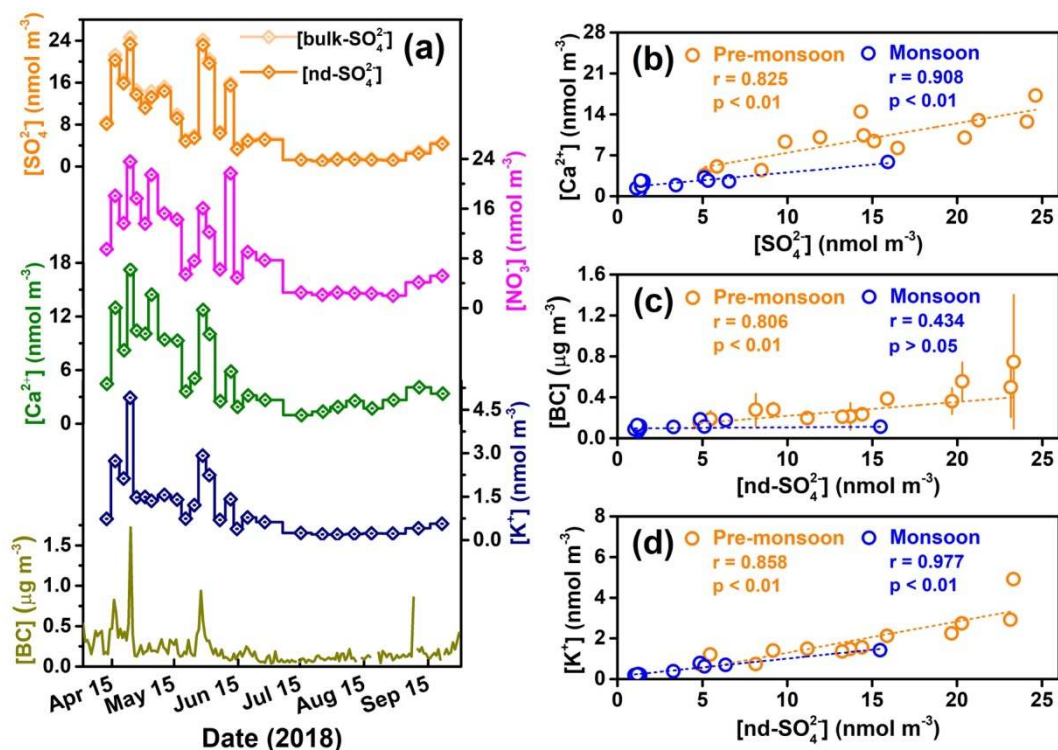 (a)
[bulk-SO₄²⁻]
[nd-SO₄²⁻]
[SO₄²⁻] (nmol m⁻³)
24
16
8
0
[NO₃⁻] (nmol m⁻³)
24
16
8
0
[Ca²⁺] (nmol m⁻³)
18
12
6
0
[K⁺] (nmol m⁻³)
4.5
3.0
1.5
0.0
[BC] (μg m⁻³)
1.5
1.0
0.5
0.0
Apr 15 May 15 Jun 15 Jul 15 Aug 15 Sep 15
Date (2018)
(b)
Pre-monsoon Monsoon
r = 0.825 r = 0.908
p < 0.01 p < 0.01
[Ca²⁺] (nmol m⁻³)
28
21
14
7
0
0 5 10 15 20 25
[SO₄²⁻] (nmol m⁻³)
(c)
Pre-monsoon Monsoon
r = 0.806 r = 0.434
p < 0.01 p > 0.05
[BC] (μg m⁻³)
1.6
1.2
0.8
0.4
0.0
0 5 10 15 20 25
[nd-SO₄²⁻] (nmol m⁻³)
(d)
Pre-monsoon Monsoon
r = 0.858 r = 0.977
p < 0.01 p < 0.01
[K⁺] (nmol m⁻³)
8
6
4
2
0
0 5 10 15 20 25
[nd-SO₄²⁻] (nmol m⁻³)